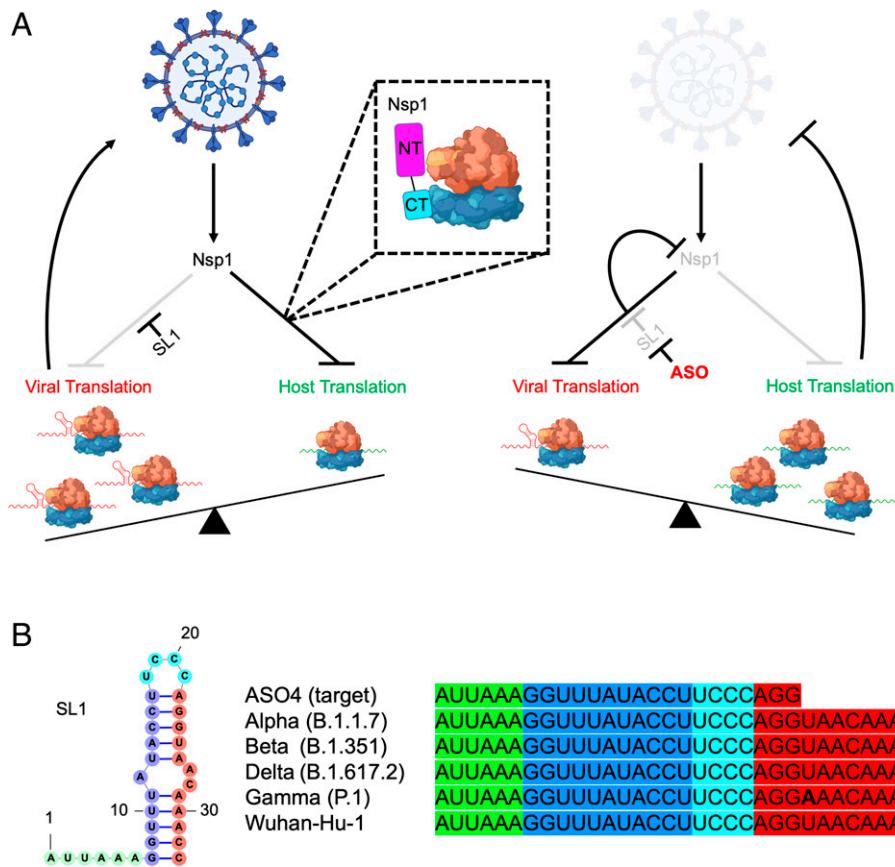 A
Nsp1
NT
CT
Nsp1
SL1
Viral Translation
Host Translation
Nsp1
SL1
ASO
Viral Translation
Host Translation
B
SL1
1
10
20
30
A U U A A A G G U U U A U A C C U U C C C A G G U A A C A A A C C
ASO4 (target) AUUAAAGGUUUAUACCUUCCCAGG
Alpha (B.1.1.7) AUUAAAGGUUUAUACCUUCCCAGGUAACAAA
Beta (B.1.351) AUUAAAGGUUUAUACCUUCCCAGGUAACAAA
Delta (B.1.617.2) AUUAAAGGUUUAUACCUUCCCAGGUAACAAA
Gamma (P.1) AUUAAAGGUUUAUACCUUCCCAGGAAACAAA
Wuhan-Hu-1 AUUAAAGGUUUAUACCUUCCCAGGUAACAAA